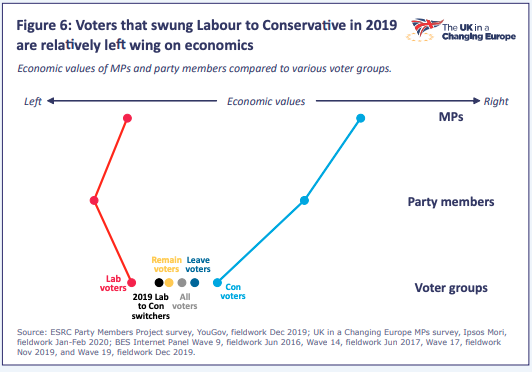 Figure 6: Voters that swung Labour to Conservative in 2019
are relatively left wing on economics
The UK in a
Changing Europe
Economic values of MPs and party members compared to various voter groups.
Left
Economic values
Right
MPs
Party members
Remain
voters
Leave
voters
Lab
voters
2019 Lab
to Con
switchers
All
voters
Con
voters
Voter groups
Source: ESRC Party Members Project survey, YouGov, fieldwork Dec 2019; UK in a Changing Europe MPs survey, Ipsos Mori,
fieldwork Jan-Feb 2020; BES Internet Panel Wave 9, fieldwork Jun 2016, Wave 14, fieldwork Jun 2017, Wave 17, fieldwork
Nov 2019, and Wave 19, fieldwork Dec 2019.